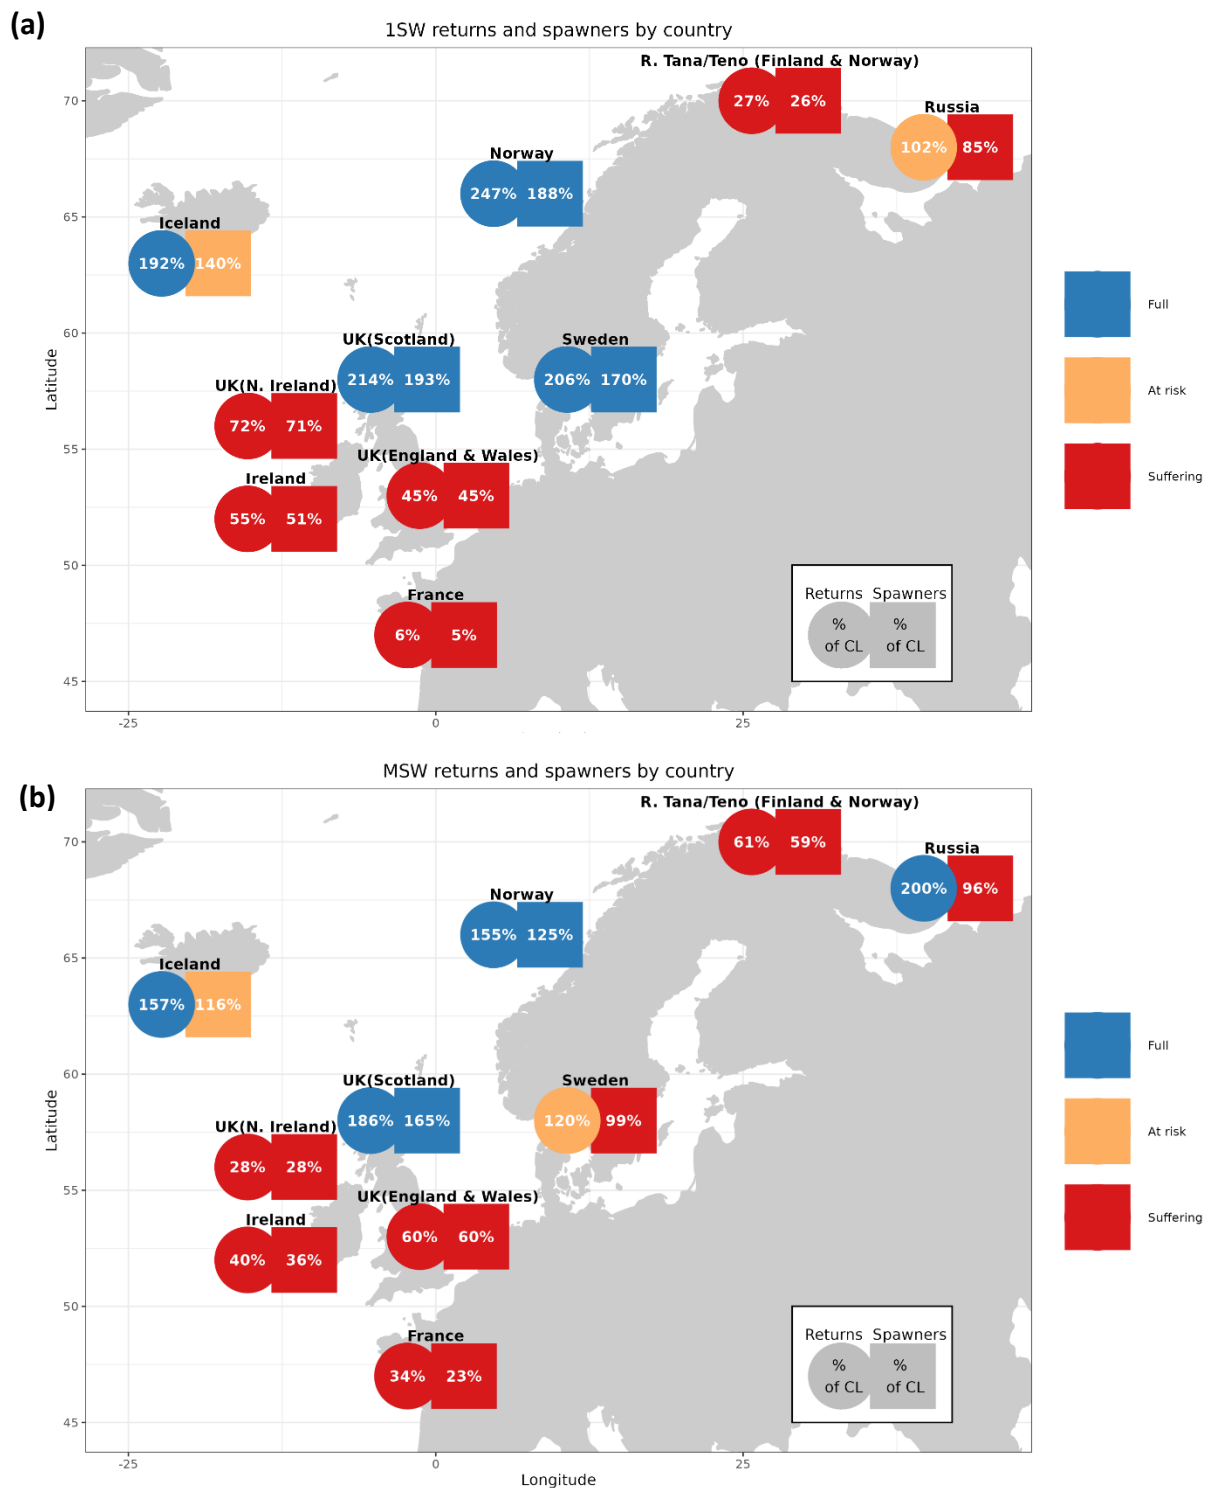 (a)
1SW returns and spawners by country
R. Tana/Teno (Finland & Norway)
27% 26%
Russia
102% 85%
Norway
247% 188%
Iceland
192% 140%
UK(Scotland)
214% 193%
Sweden
206% 170%
UK(N. Ireland)
72% 71%
UK(England & Wales)
45% 45%
Ireland
55% 51%
France
6% 5%
Returns Spawners
% %
of CL of CL
70
65
60
55
50
45
Latitude
-25 0 25
Full
At risk
Suffering
(b)
MSW returns and spawners by country
R. Tana/Teno (Finland & Norway)
61% 59%
Russia
200% 96%
Norway
155% 125%
Iceland
157% 116%
UK(Scotland)
186% 165%
Sweden
120% 99%
UK(N. Ireland)
28% 28%
UK(England & Wales)
60% 60%
Ireland
40% 36%
France
34% 23%
Returns Spawners
% %
of CL of CL
70
65
60
55
50
45
Latitude
-25 0 25
Longitude
Full
At risk
Suffering